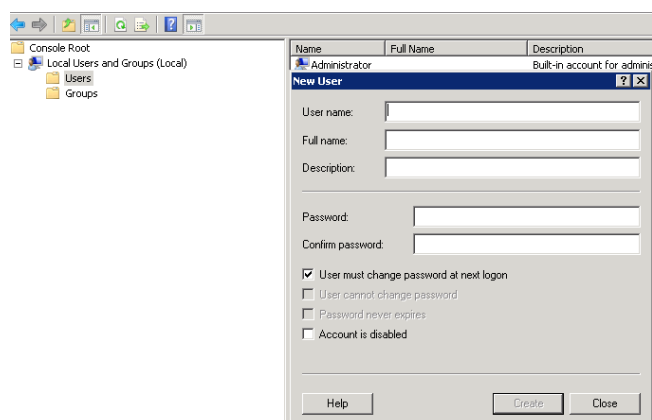 Console Root
Local Users and Groups (Local)
Users
Groups
Name Full Name Description
Administrator Built-in account for adminis
New User
User name:
Full name:
Description:
Password:
Confirm password:
User must change password at next logon
User cannot change password
Password never expires
Account is disabled
Help Create Close